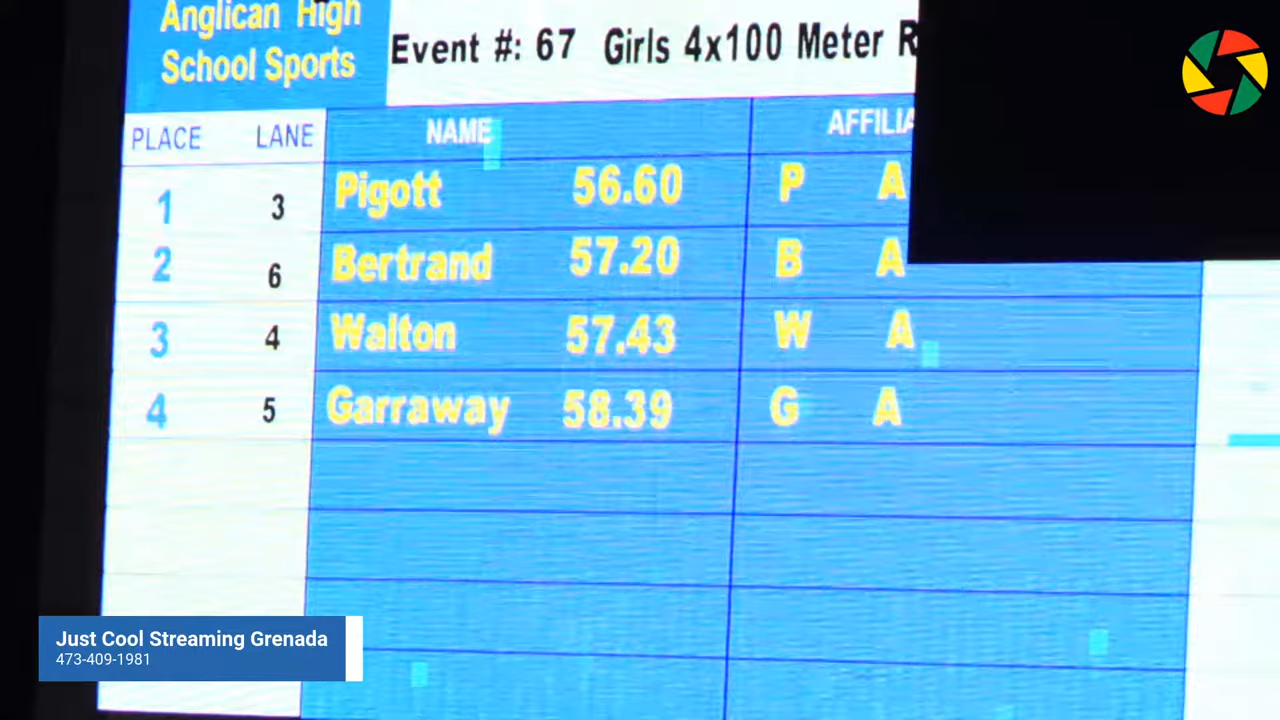 Anglican High
School Sports
Event #: 67 Girls 4x100 Meter R
PLACE LANE NAME AFFILIA
1 3 Pigott 56.60 P A
2 6 Bertrand 57.20 B A
3 4 Walton 57.43 W A
4 5 Garraway 58.39 G A
Just Cool Streaming Grenada
473-409-1981